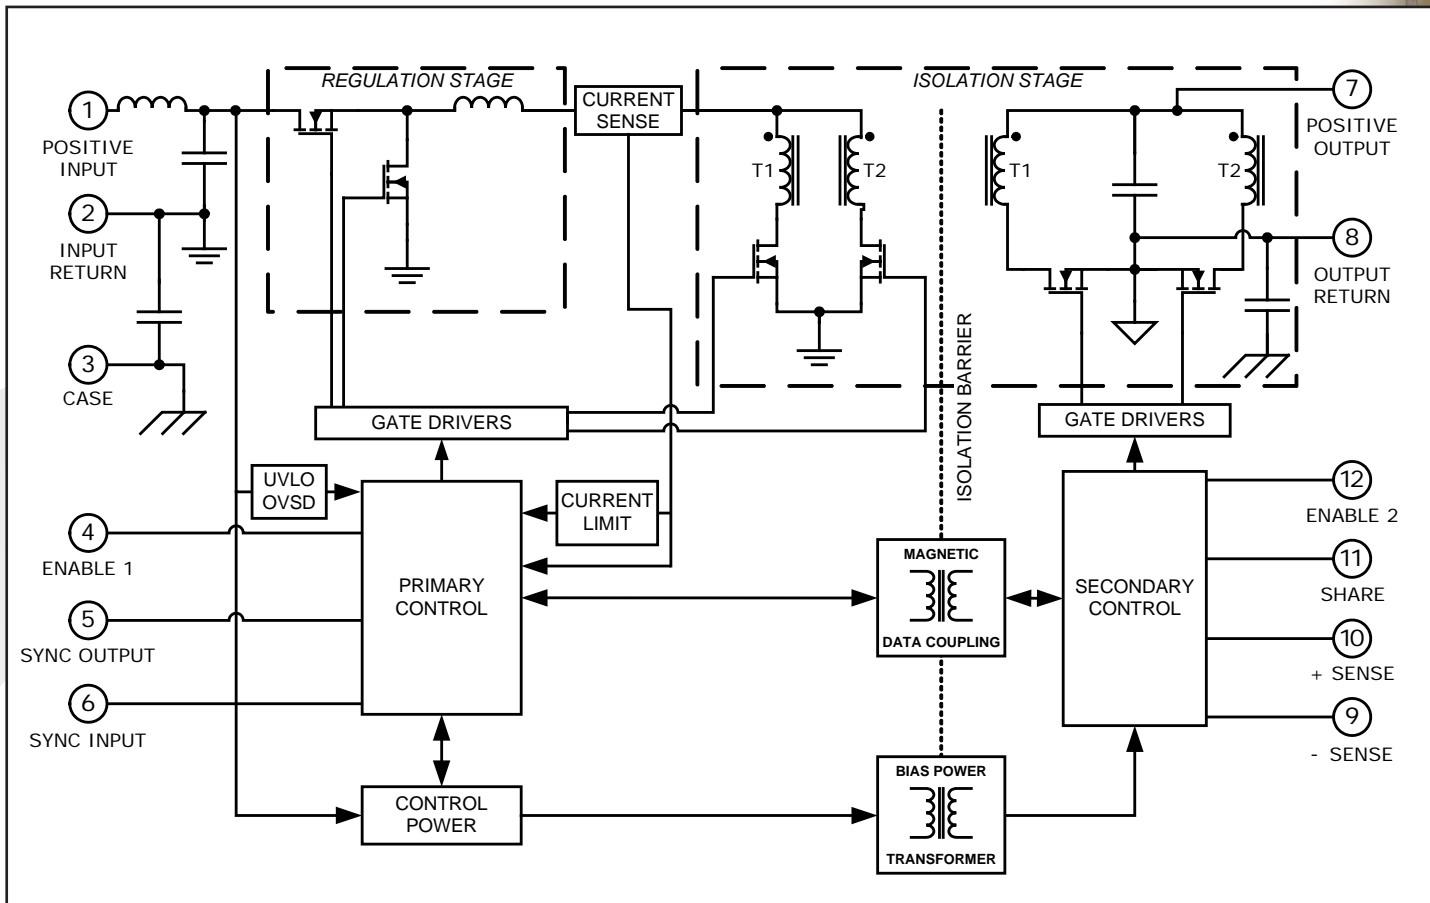 REGULATION STAGE
ISOLATION STAGE
1
POSITIVE
INPUT
2
INPUT
RETURN
3
CASE
CURRENT
SENSE
T1
T2
T1
T2
7
POSITIVE
OUTPUT
8
OUTPUT
RETURN
ISOLATION BARRIER
GATE DRIVERS
GATE DRIVERS
UVLO
OVSD
CURRENT
LIMIT
4
ENABLE 1
5
SYNC OUTPUT
6
SYNC INPUT
PRIMARY
CONTROL
MAGNETIC
DATA COUPLING
SECONDARY
CONTROL
12
ENABLE 2
11
SHARE
10
+ SENSE
9
- SENSE
CONTROL
POWER
BIAS POWER
TRANSFORMER